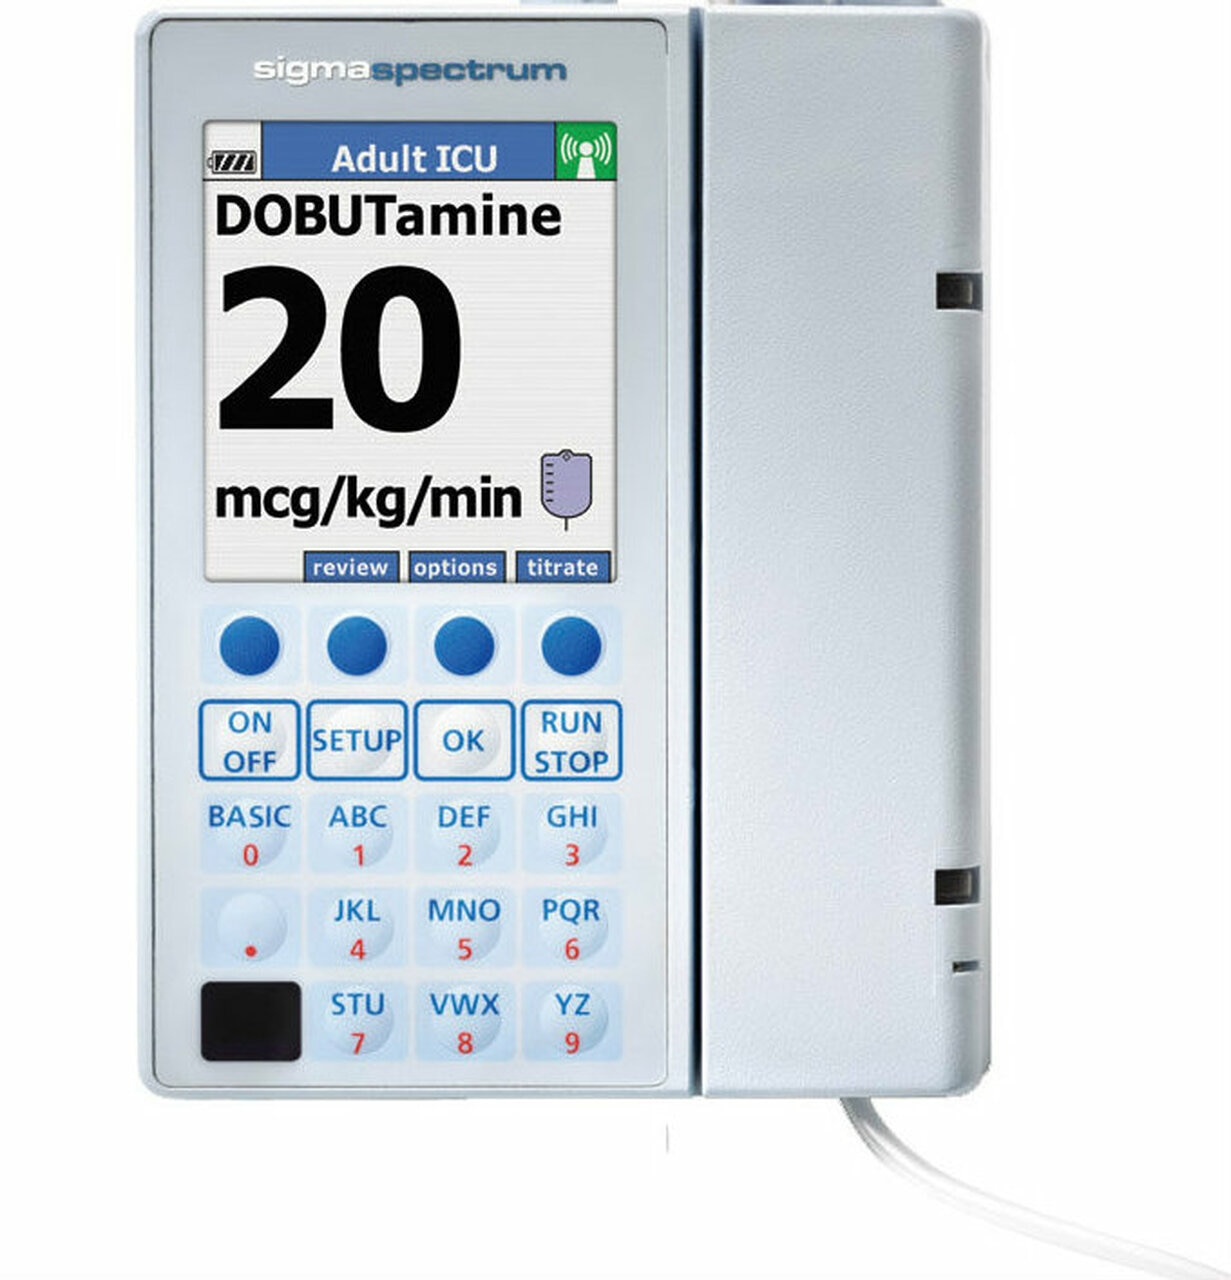 sigmaspectrum
Adult ICU
DOBUTamine
20
mcg/kg/min
review options titrate
ON OFF SETUP OK RUN STOP
BASIC ABC DEF GHI
0 1 2 3
JKL MNO PQR
. 4 5 6
STU VWX YZ
7 8 9